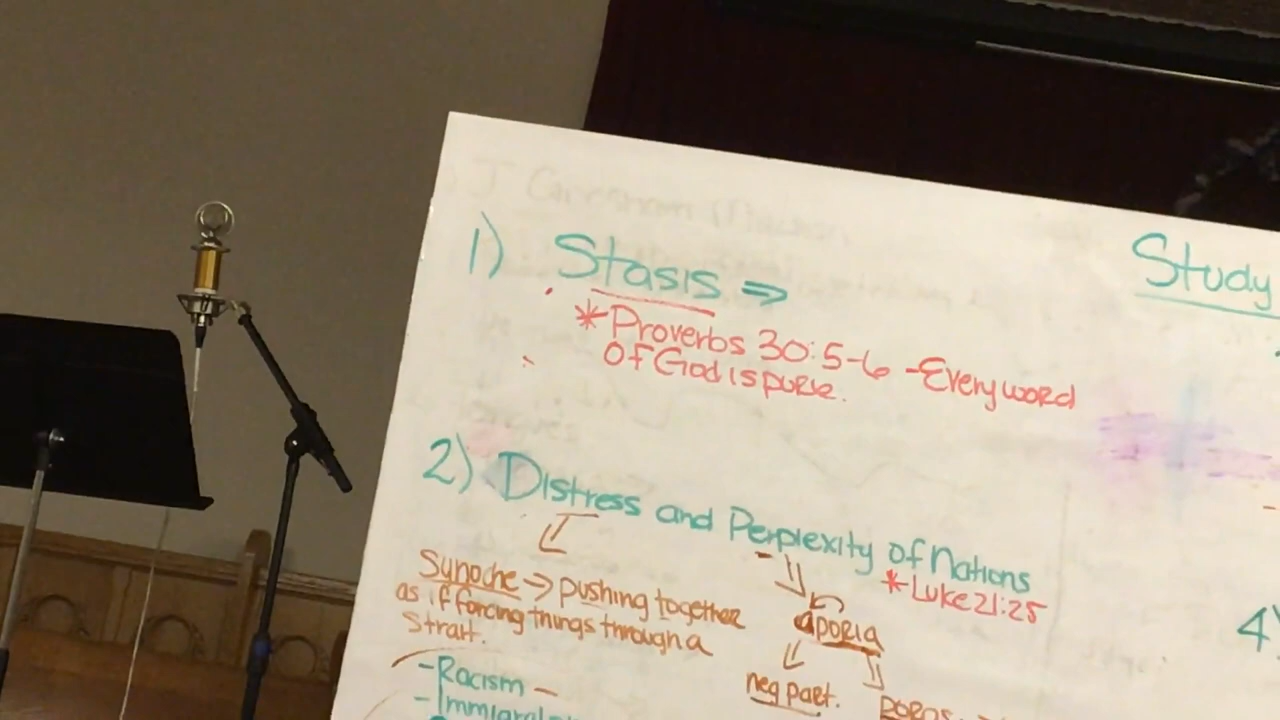 1) Stasis ⇒
Study
*Proverbs 30:5-6 -Every word
Of God is pure.
2) Distress and Perplexity of Nations
*Luke 21:25
Synoche → pushing together
as if forcing things through a
Strait.
aporia
neg part.
poros
4)
-Racism -